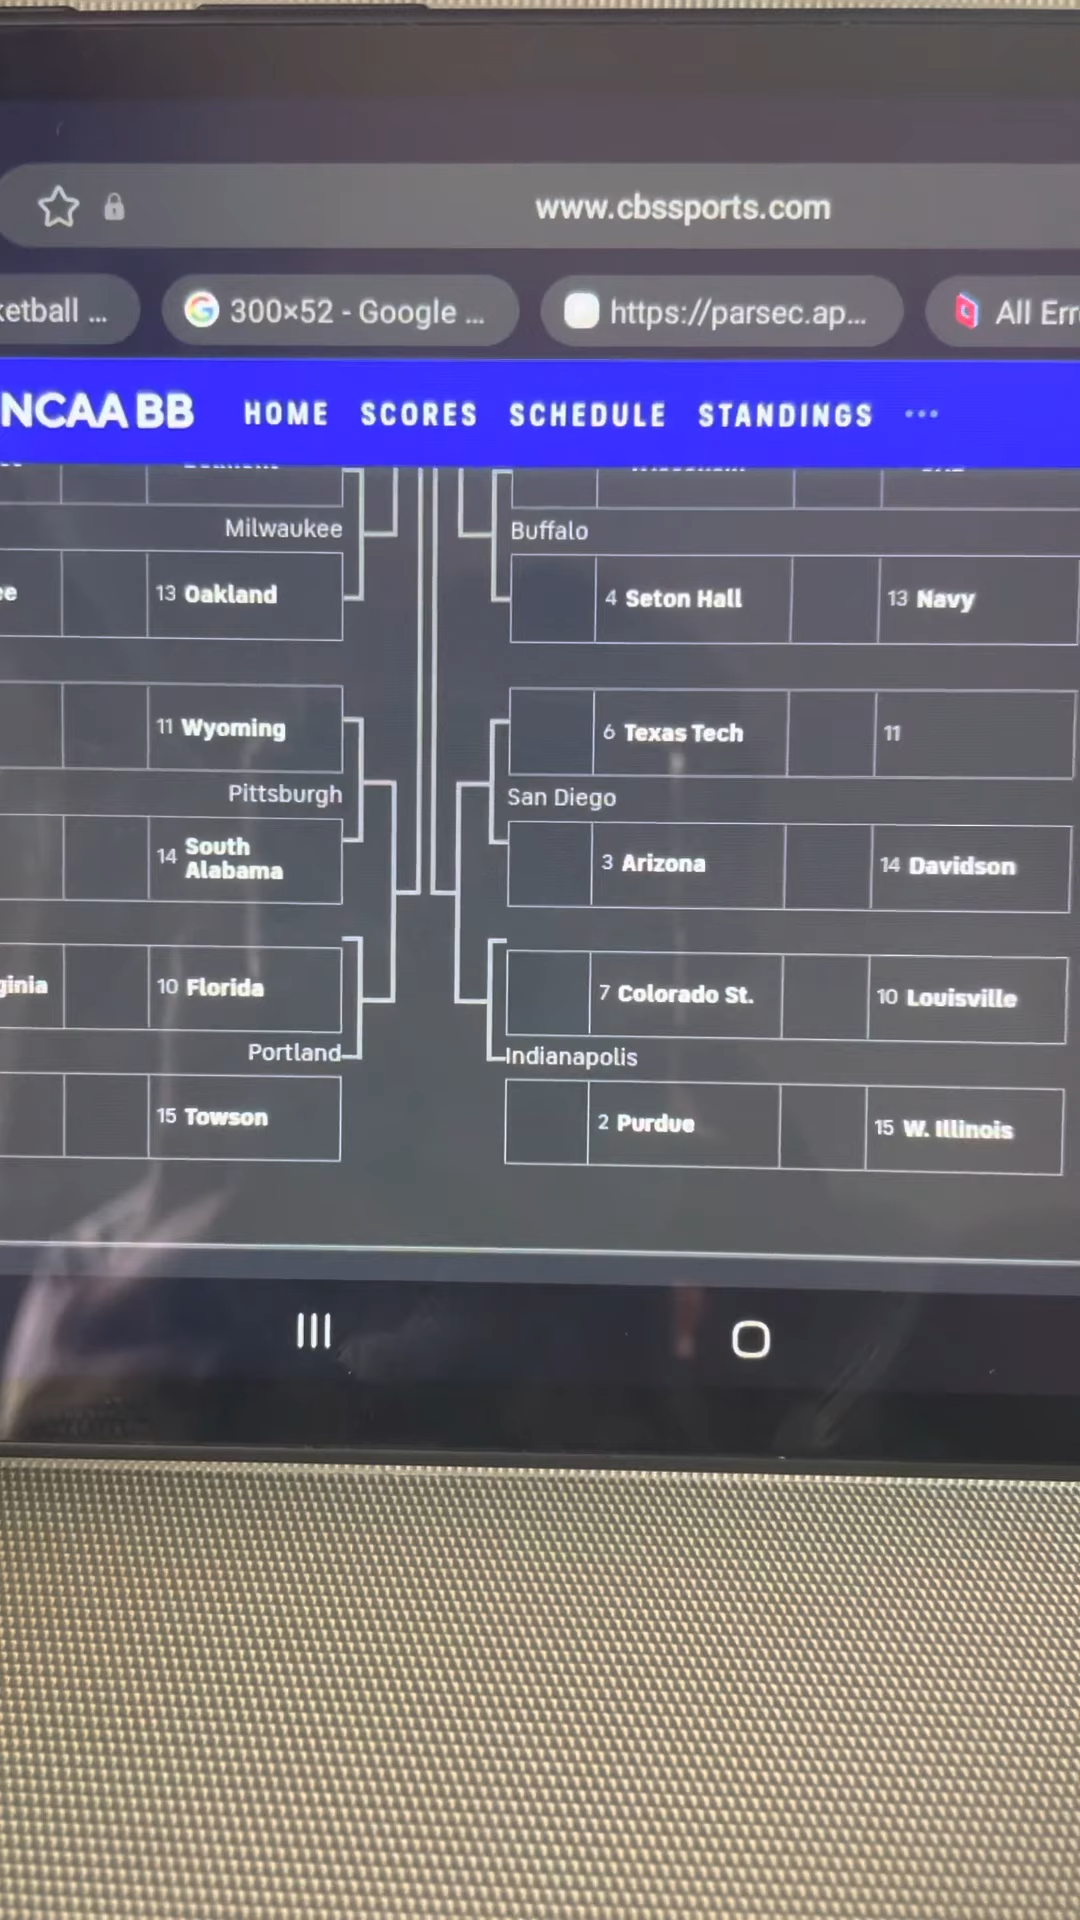 www.cbssports.com
ketball ...
300×52 - Google ...
https://parsec.ap...
All Err
NCAA BB HOME SCORES SCHEDULE STANDINGS ...
Milwaukee
Buffalo
13 Oakland
4 Seton Hall
13 Navy
11 Wyoming
6 Texas Tech
11
Pittsburgh
San Diego
14 South
Alabama
3 Arizona
14 Davidson
ginia
10 Florida
7 Colorado St.
10 Louisville
Portland
Indianapolis
15 Towson
2 Purdue
15 W. Illinois